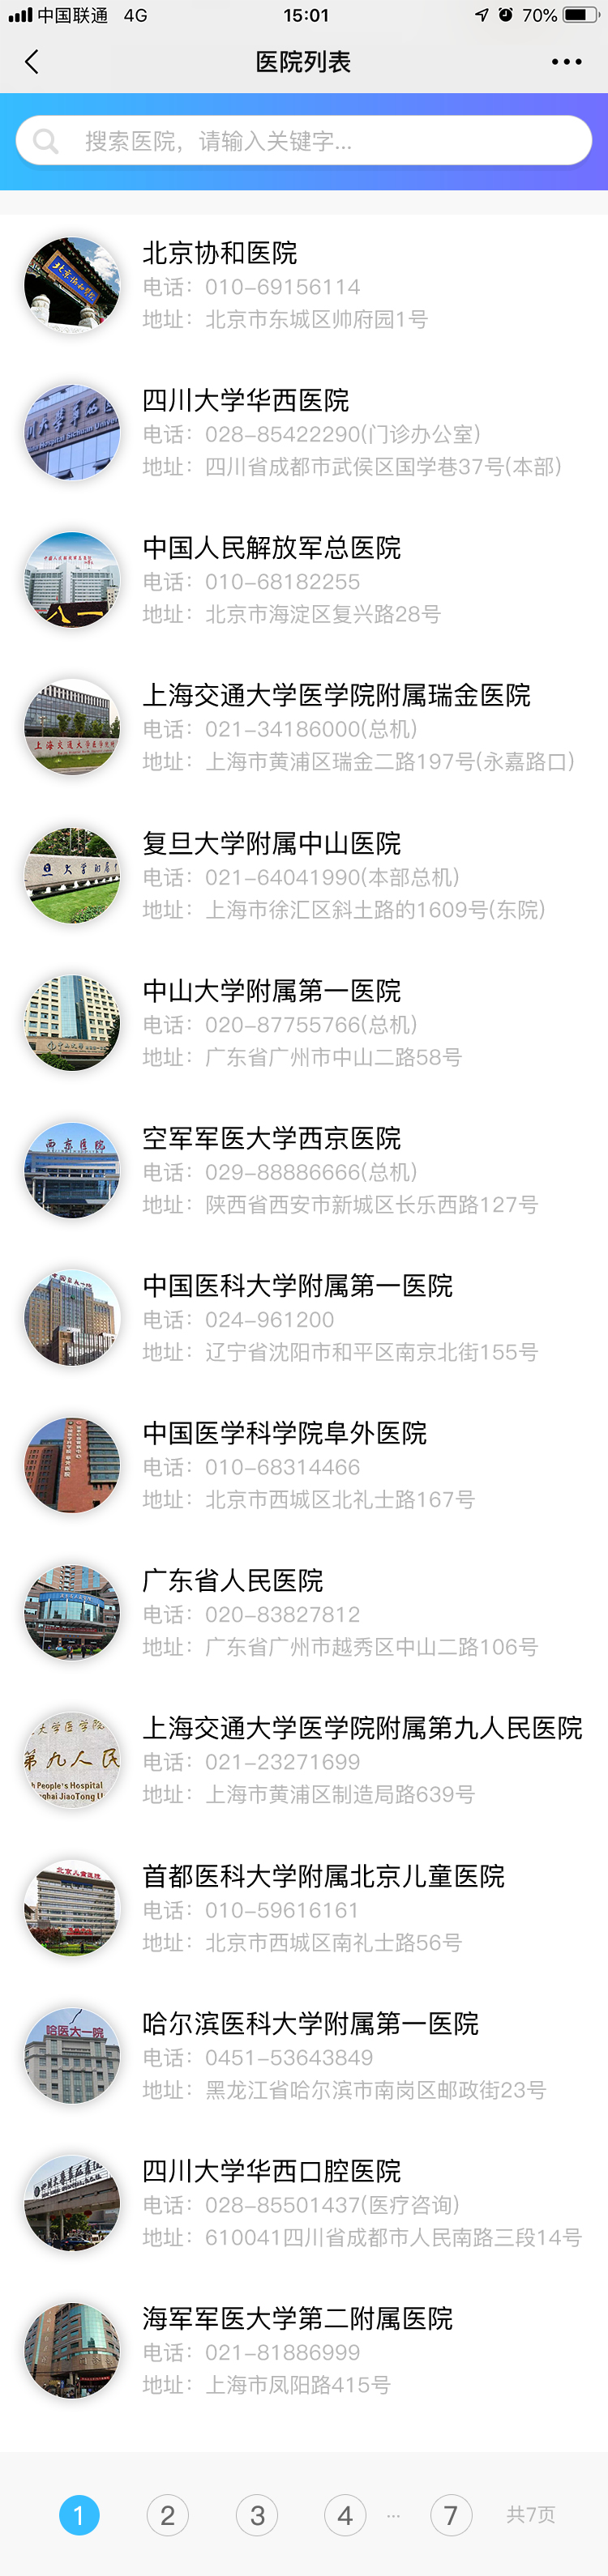 中国联通 4G 15:01 70%
医院列表
搜索医院，请输入关键字...
北京协和医院
电话：010-69156114
地址：北京市东城区帅府园1号
四川大学华西医院
电话：028-85422290(门诊办公室)
地址：四川省成都市武侯区国学巷37号(本部)
中国人民解放军总医院
电话：010-68182255
地址：北京市海淀区复兴路28号
上海交通大学医学院附属瑞金医院
电话：021-34186000(总机)
地址：上海市黄浦区瑞金二路197号(永嘉路口)
复旦大学附属中山医院
电话：021-64041990(本部总机)
地址：上海市徐汇区斜土路的1609号(东院)
中山大学附属第一医院
电话：020-87755766(总机)
地址：广东省广州市中山二路58号
西京医院
空军军医大学西京医院
电话：029-88886666(总机)
地址：陕西省西安市新城区长乐西路127号
中国医科大学附属第一医院
电话：024-961200
地址：辽宁省沈阳市和平区南京北街155号
中国医学科学院阜外医院
电话：010-68314466
地址：北京市西城区北礼士路167号
广东省人民医院
电话：020-83827812
地址：广东省广州市越秀区中山二路106号
大学医学院
第九人民
People's Hospital
上海交通大学医学院附属第九人民医院
电话：021-23271699
地址：上海市黄浦区制造局路639号
首都医科大学附属北京儿童医院
电话：010-59616161
地址：北京市西城区南礼士路56号
哈医大一院
哈尔滨医科大学附属第一医院
电话：0451-53643849
地址：黑龙江省哈尔滨市南岗区邮政街23号
四川大学华西口腔医院
电话：028-85501437(医疗咨询)
地址：610041四川省成都市人民南路三段14号
海军军医大学第二附属医院
电话：021-81886999
地址：上海市凤阳路415号
1 2 3 4 ... 7 共7页